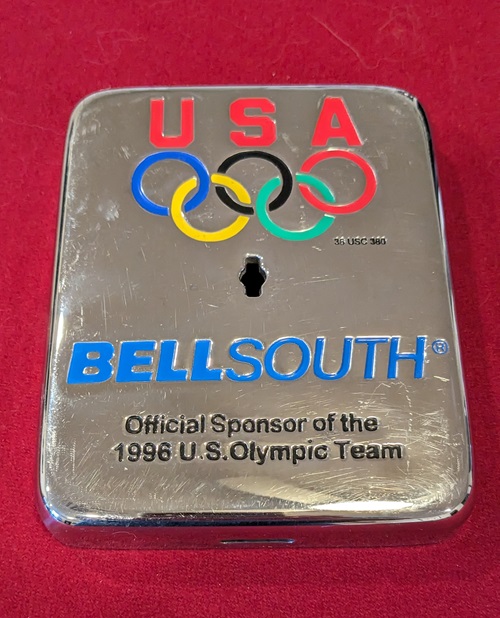 USA
36 USC 380
BELLSOUTH®
Official Sponsor of the
1996 U.S.Olympic Team